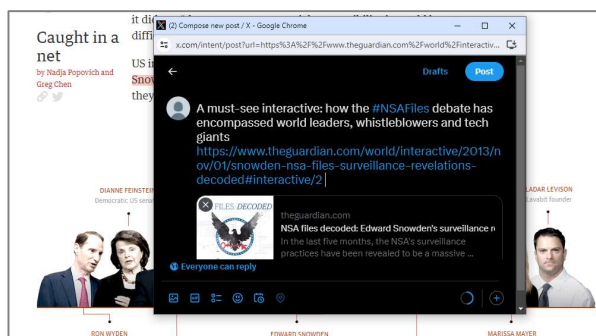 it di
Caught in a
net
diffi
by Nadja Popovich and
Greg Chen
US in
Snow
they
(2) Compose new post / X - Google Chrome
x.com/intent/post?url=https%3A%2F%2Fwww.theguardian.com%2Fworld%2Finteractiv...
Drafts
Post
A must-see interactive: how the #NSAFiles debate has
encompassed world leaders, whistleblowers and tech
giants
https://www.theguardian.com/world/interactive/2013/n
ov/01/snowden-nsa-files-surveillance-revelations-
decoded#interactive/2
FILES DECODED
theguardian.com
NSA files decoded: Edward Snowden's surveillance r
In the last five months, the NSA's surveillance
practices have been revealed to be a massive ...
Everyone can reply
DIANNE FEINSTEIN
Democratic US sena
LADAR LEVISON
Lavabit founder
RON WYDEN
EDWARD SNOWDEN
MARISSA MAYER